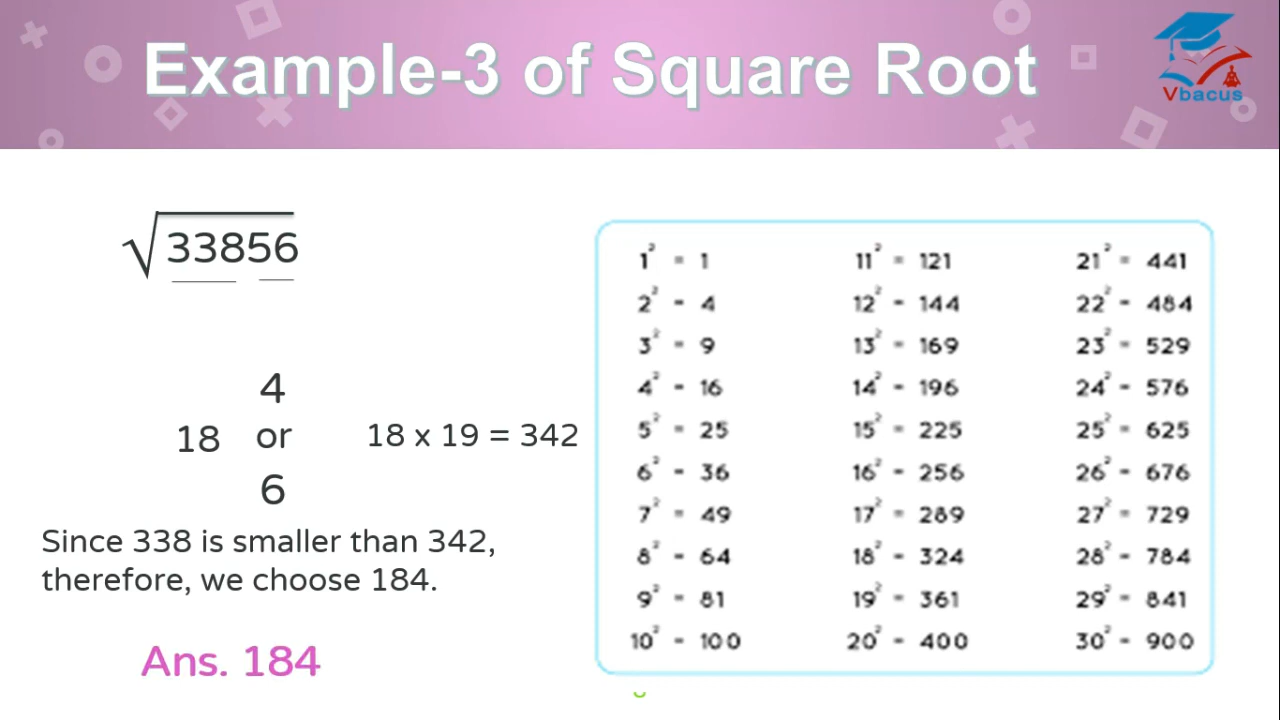 Example-3 of Square Root
Vbacus
√33856
4
18 or 18 x 19 = 342
6
Since 338 is smaller than 342,
therefore, we choose 184.
Ans. 184
1² = 1
2² = 4
3² = 9
4² = 16
5² = 25
6² = 36
7² = 49
8² = 64
9² = 81
10² = 100
11² = 121
12² = 144
13² = 169
14² = 196
15² = 225
16² = 256
17² = 289
18² = 324
19² = 361
20² = 400
21² = 441
22² = 484
23² = 529
24² = 576
25² = 625
26² = 676
27² = 729
28² = 784
29² = 841
30² = 900